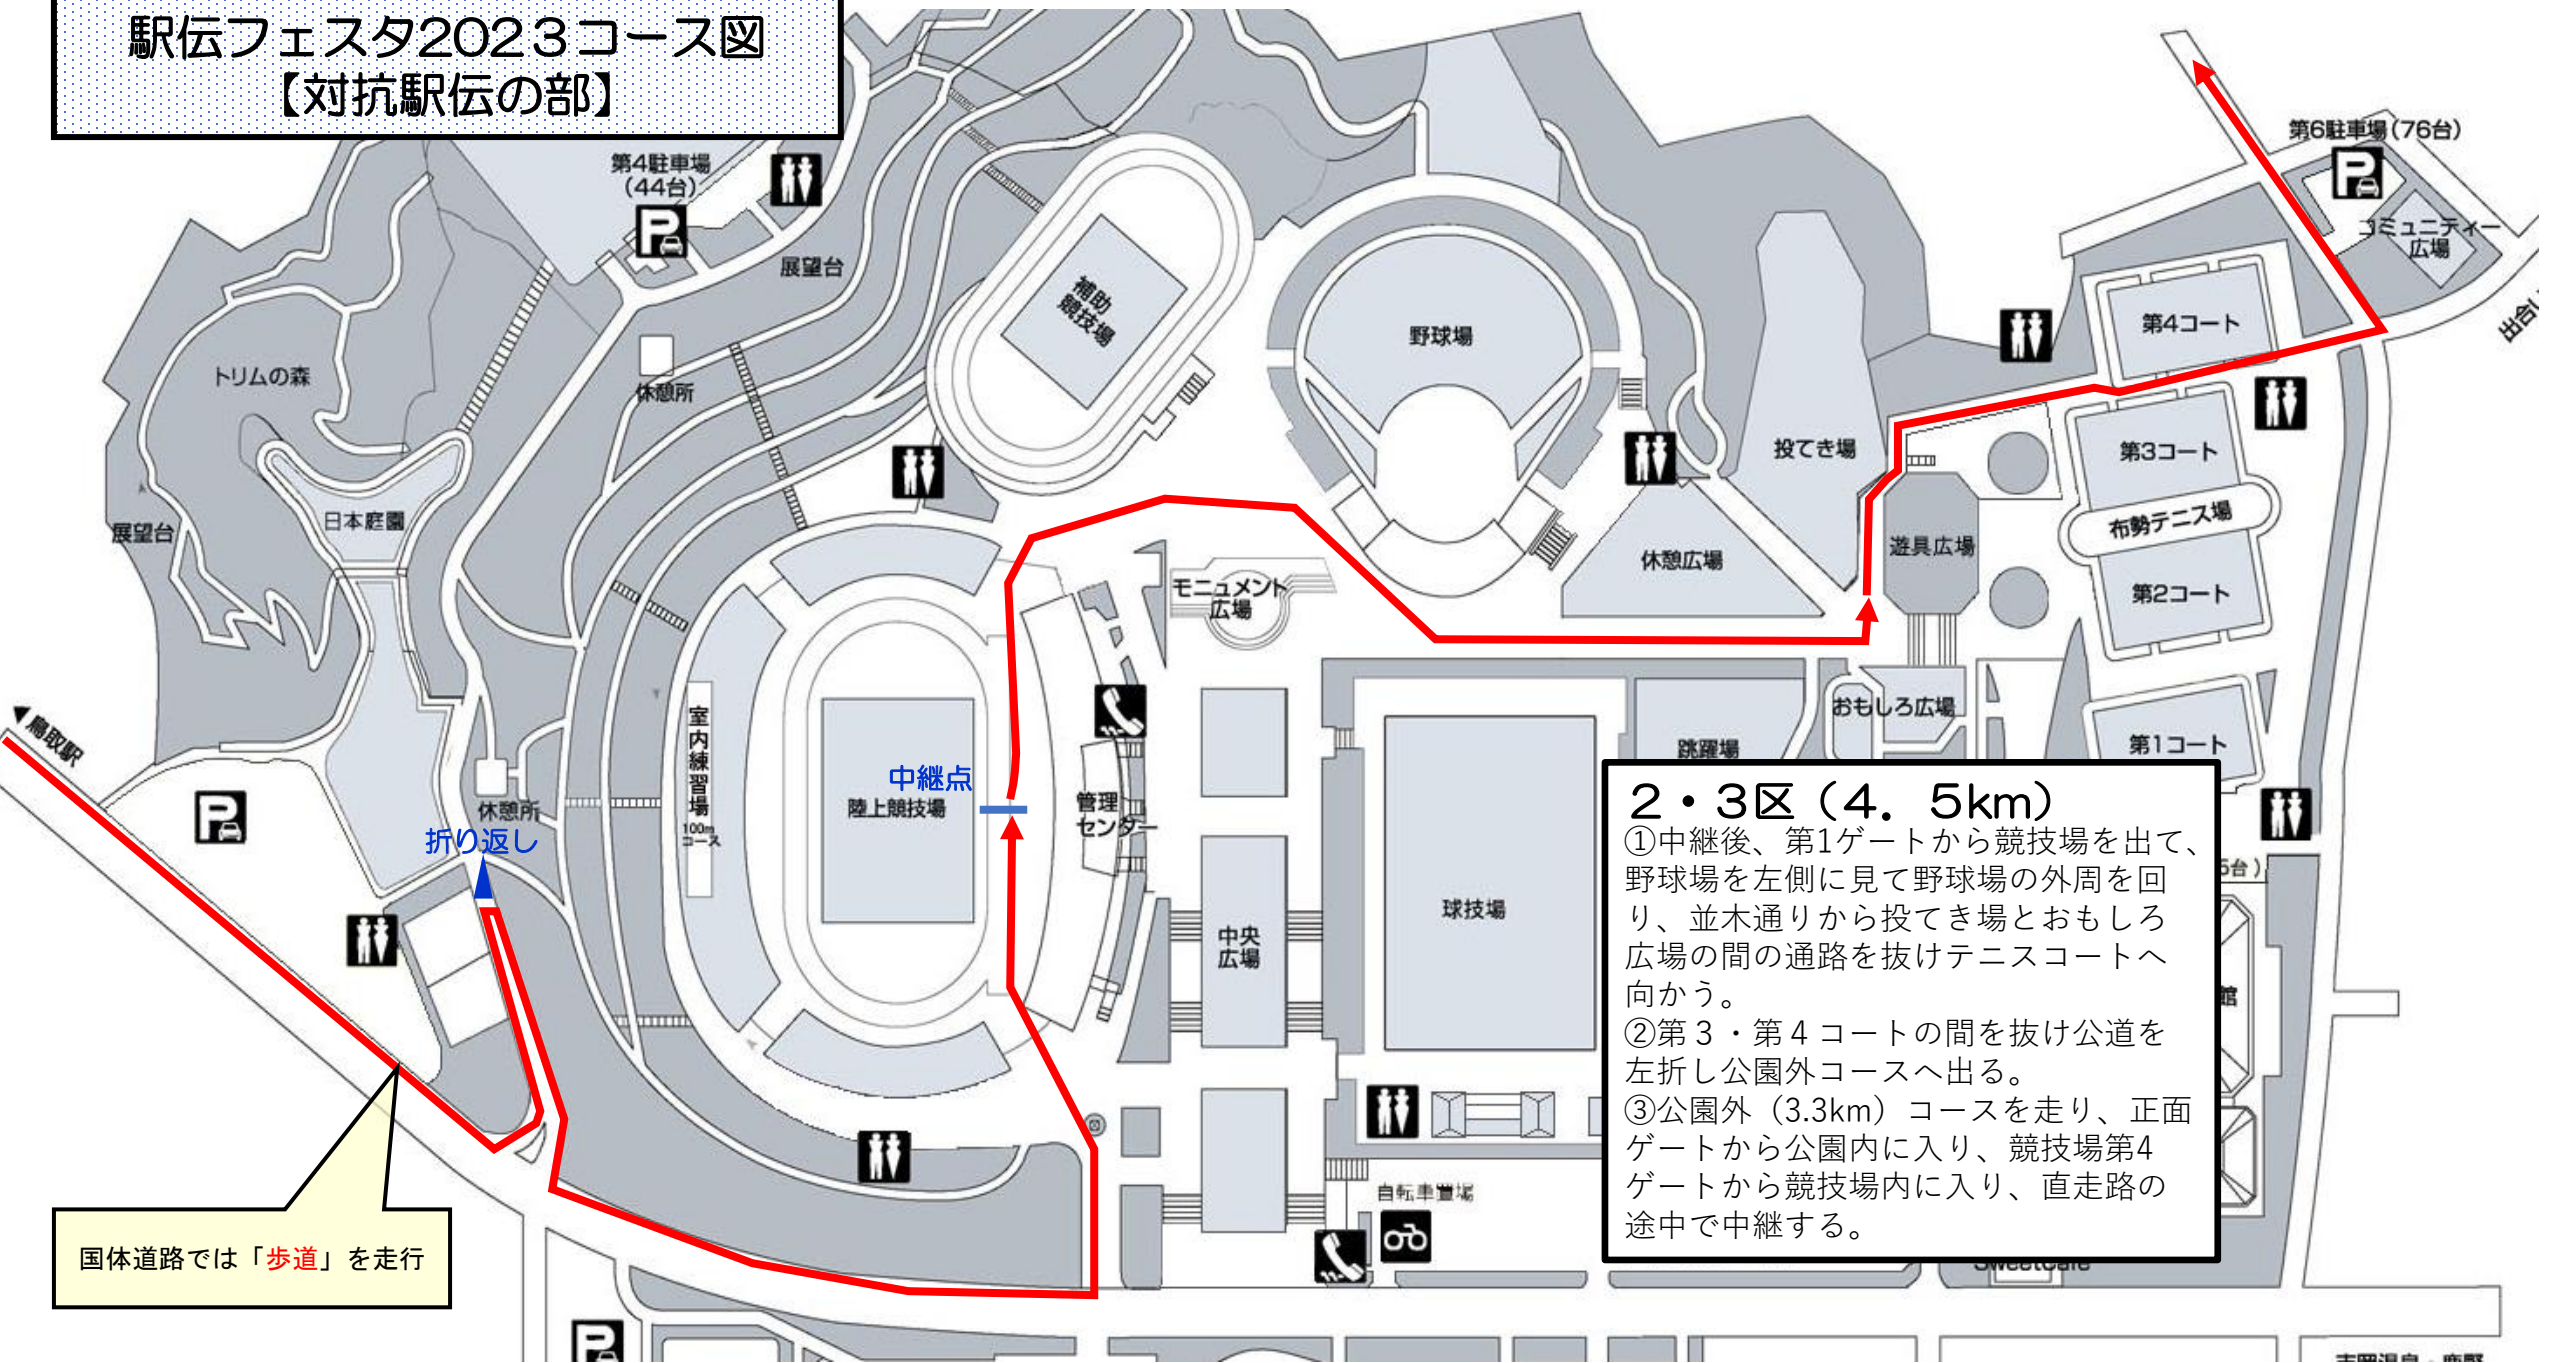 駅伝フェスタ2023コース図
【対抗駅伝の部】
第4駐車場
(44台)
第6駐車場(76台)
コミュニティー
広場
展望台
補助
競技場
野球場
第4コート
トリムの森
休憩所
投てき場
第3コート
日本庭園
展望台
布勢テニス場
休憩広場
遊具広場
モニュメント
広場
第2コート
◀鳥取駅
室内練習場
100m
コース
おもしろ広場
跳躍場
第1コート
中継点
陸上競技場
管理
センター
休憩所
折り返し
球技場
中央
広場
2・3区(4.5km)
①中継後、第1ゲートから競技場を出て、
野球場を左側に見て野球場の外周を回
り、並木通りから投てき場とおもしろ
広場の間の通路を抜けテニスコートへ
向かう。
②第3・第4コートの間を抜け公道を
左折し公園外コースへ出る。
③公園外(3.3km)コースを走り、正面
ゲートから公園内に入り、競技場第4
ゲートから競技場内に入り、直走路の
途中で中継する。
5台)
館
自転車置場
国体道路では「歩道」を走行
SweetCafe